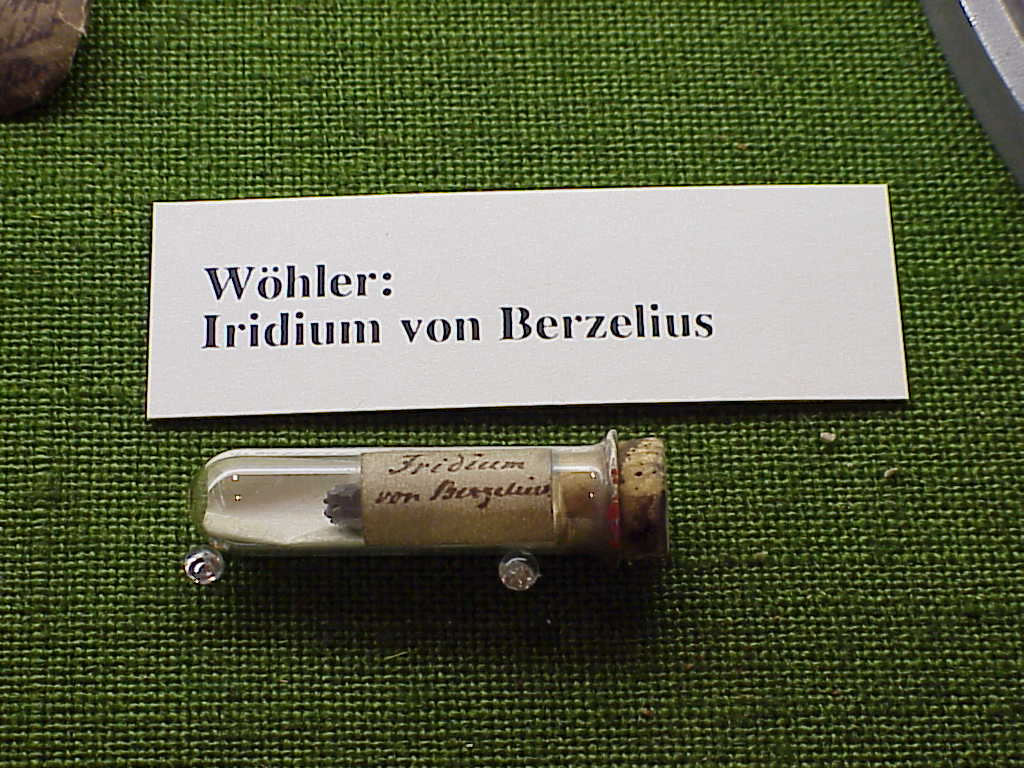 Wöhler:
Iridium von Berzelius
Iridium
von Berzelius